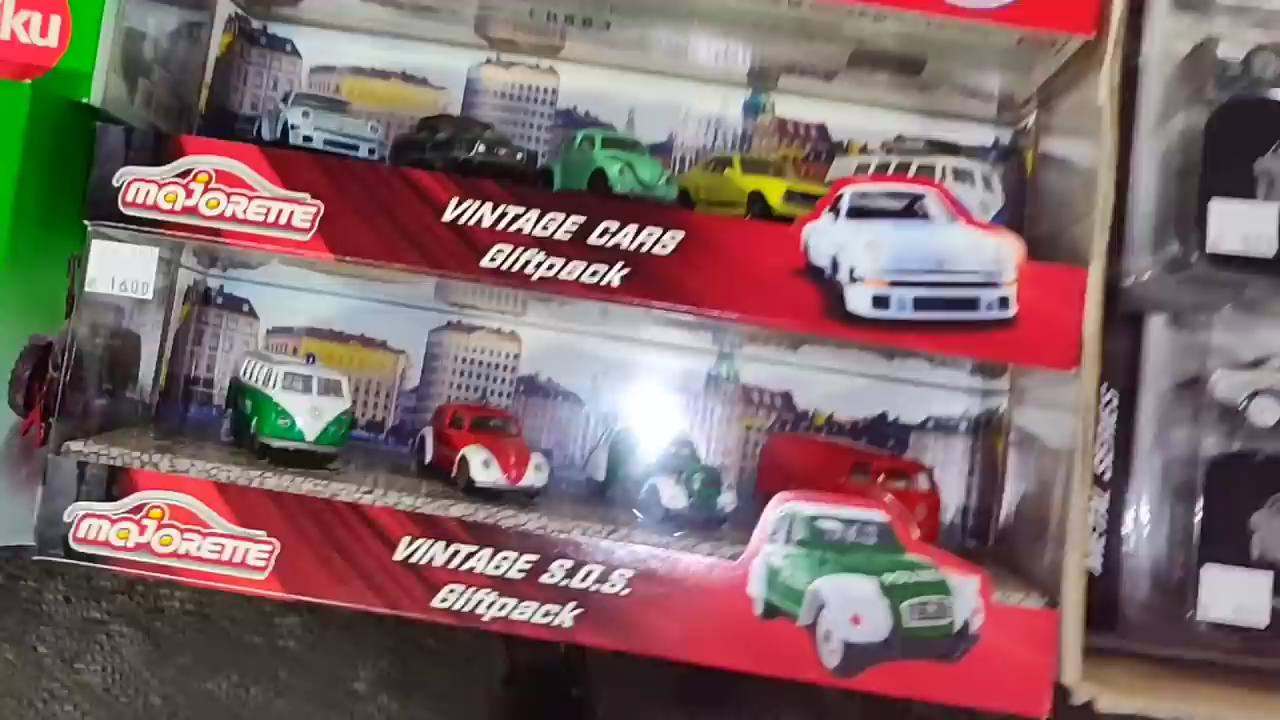 ku
MAJORETTE
VINTAGE CARS
Giftpack
1600
MAJORETTE
VINTAGE S.O.S.
Giftpack